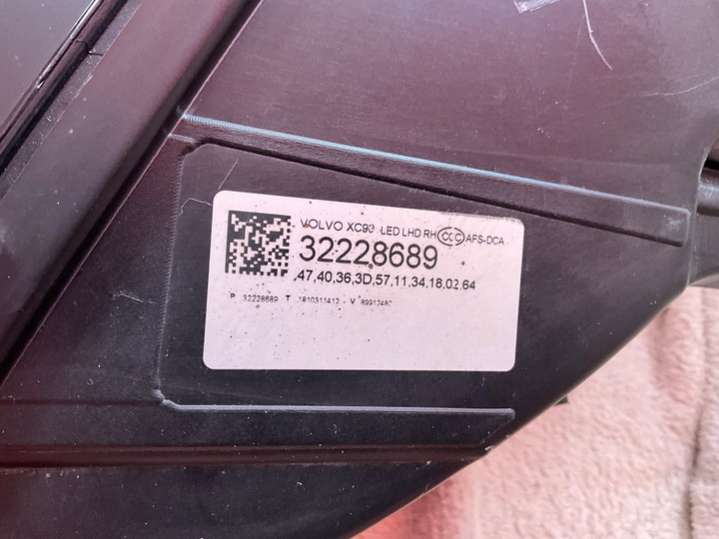 VOLVO XC90 LED LHD RH CCC AFS-DCA
32228689
,47,40,36,3D,57,11,34,18,02,64
P 32228689 T 1810311412 - V